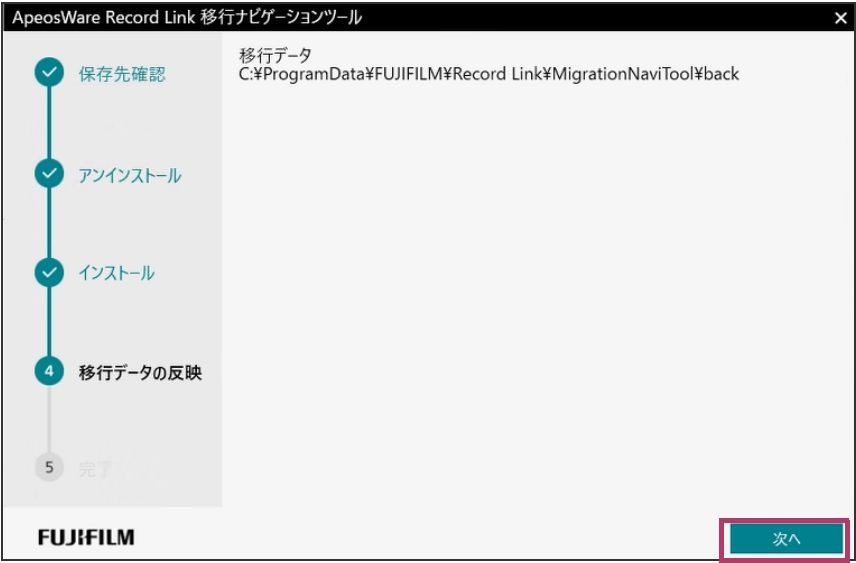 ApeosWare Record Link 移行ナビゲーションツール
保存先確認
アンインストール
インストール
4 移行データの反映
5 完了
移行データ
C:¥ProgramData¥FUJIFILM¥Record Link¥MigrationNaviTool¥back
FUJIFILM
次へ